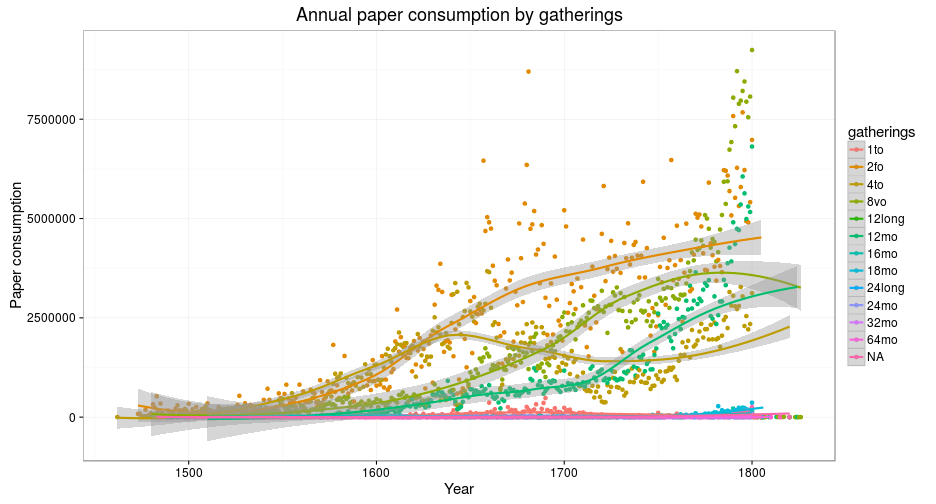 Annual paper consumption by gatherings
Paper consumption
7500000
5000000
2500000
0
1500
1600
1700
1800
Year
gatherings
1to
2fo
4to
8vo
12long
12mo
16mo
18mo
24long
24mo
32mo
64mo
NA